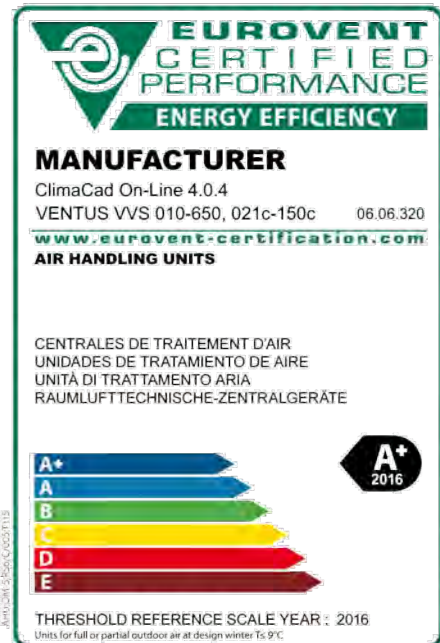 EUROVENT
CERTIFIED
PERFORMANCE
ENERGY EFFICIENCY
MANUFACTURER
ClimaCad On-Line 4.0.4
VENTUS VVS 010-650, 021c-150c 06.06.320
www.eurovent-certification.com
AIR HANDLING UNITS
CENTRALES DE TRAITEMENT D'AIR
UNIDADES DE TRATAMIENTO DE AIRE
UNITÀ DI TRATTAMENTO ARIA
RAUMLUFTTECHNISCHE-ZENTRALGERÄTE
A+
A
B
C
D
E
A+
2016
THRESHOLD REFERENCE SCALE YEAR : 2016
Units for full or partial outdoor air at design winter T≤ 9°C